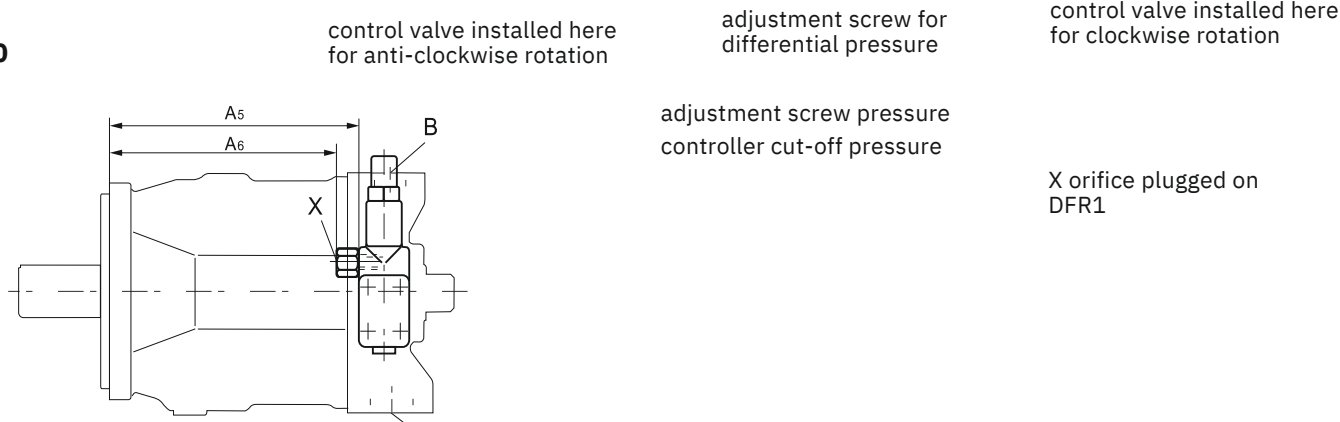 control valve installed here
for anti-clockwise rotation
adjustment screw for
differential pressure
control valve installed here
for clockwise rotation
adjustment screw pressure
controller cut-off pressure
X orifice plugged on
DFR1
A5
A6
B
X